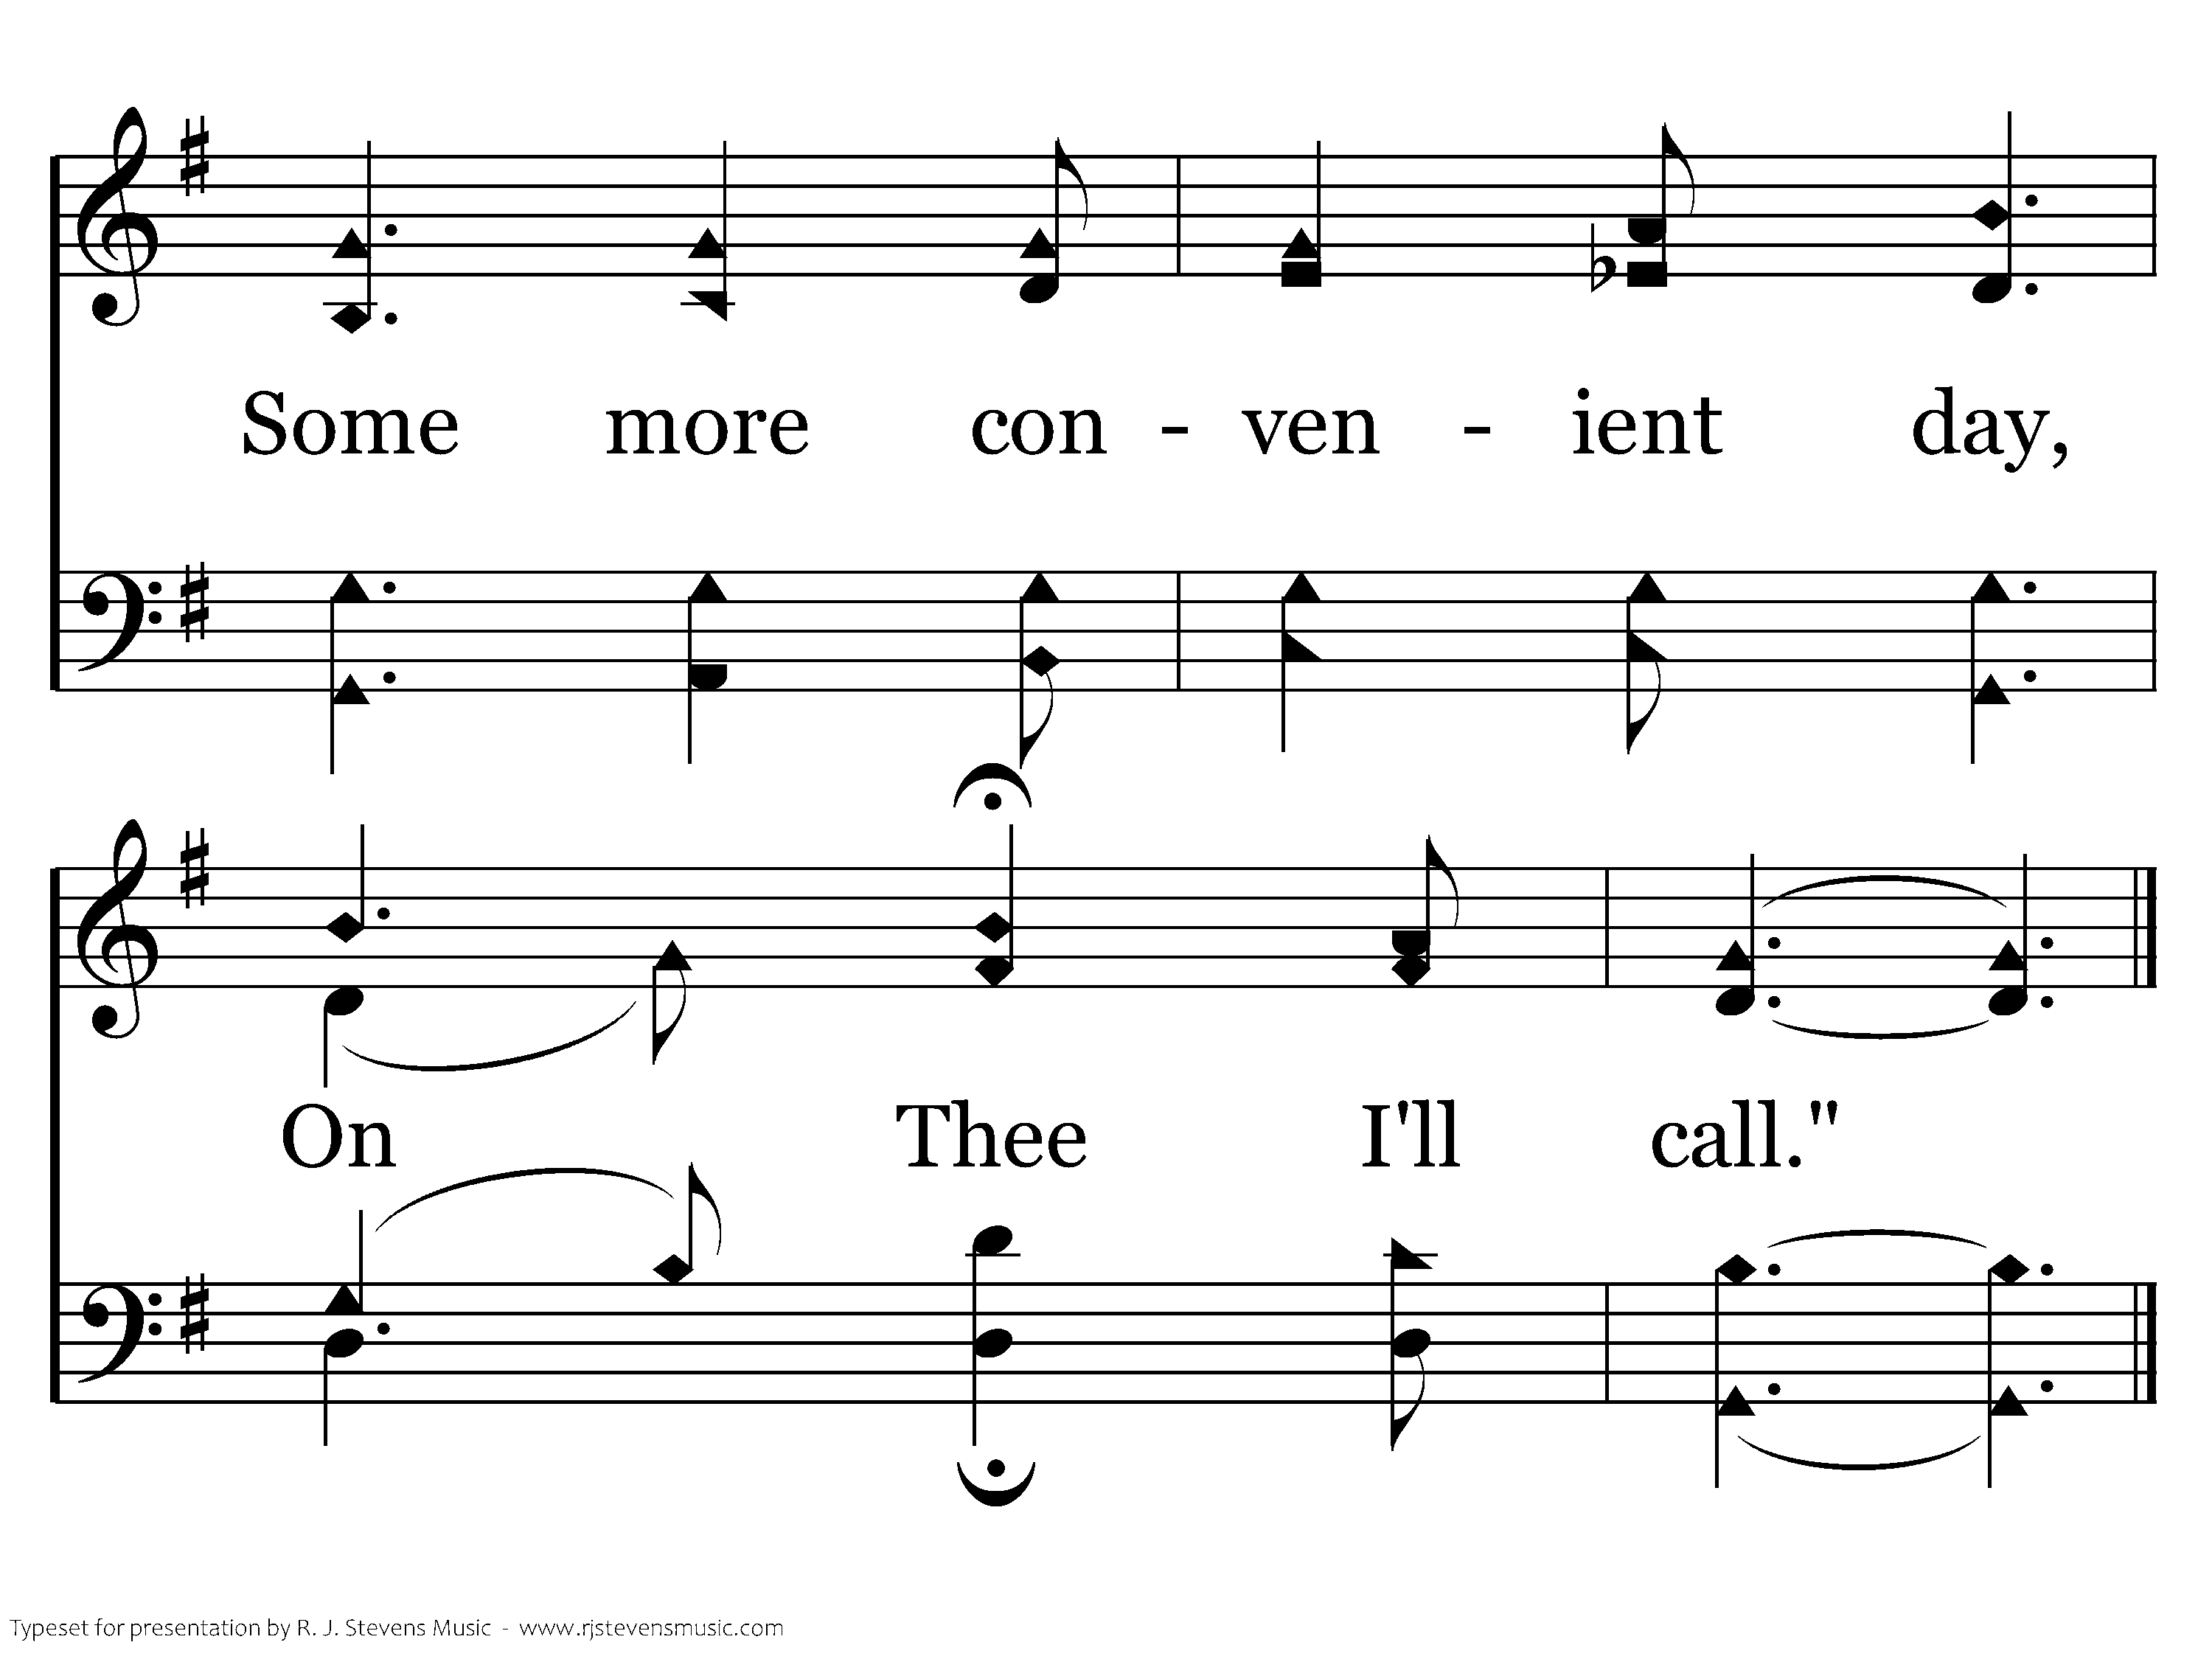 Some more con - ven - ient day,
On Thee I'll call."
Typeset for presentation by R. J. Stevens Music - www.rjstevensmusic.com